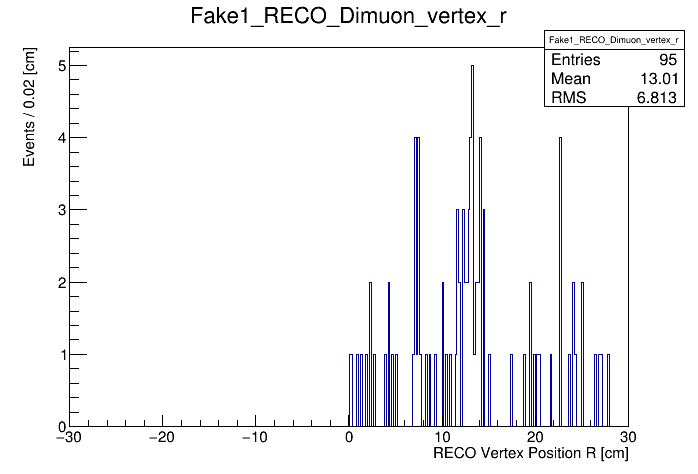 Fake1_RECO_Dimuon_vertex_r
Fake1_RECO_Dimuon_vertex_r
Entries 95
Mean 13.01
RMS 6.813
Events / 0.02 [cm]
5
4
3
2
1
0
−30 −20 −10 0 10 20 30
RECO Vertex Position R [cm]